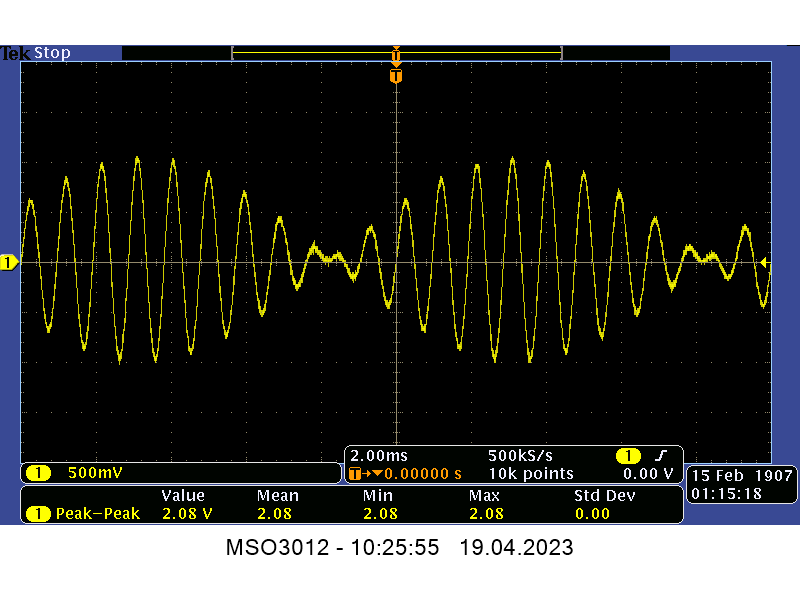 Tek Stop
T
T
1
2.00ms 500kS/s 1
T→▼0.00000 s 10k points 0.00 V
1 500mV
15 Feb 1907
01:15:18
Value Mean Min Max Std Dev
1 Peak−Peak 2.08 V 2.08 2.08 2.08 0.00
MSO3012 - 10:25:55 19.04.2023